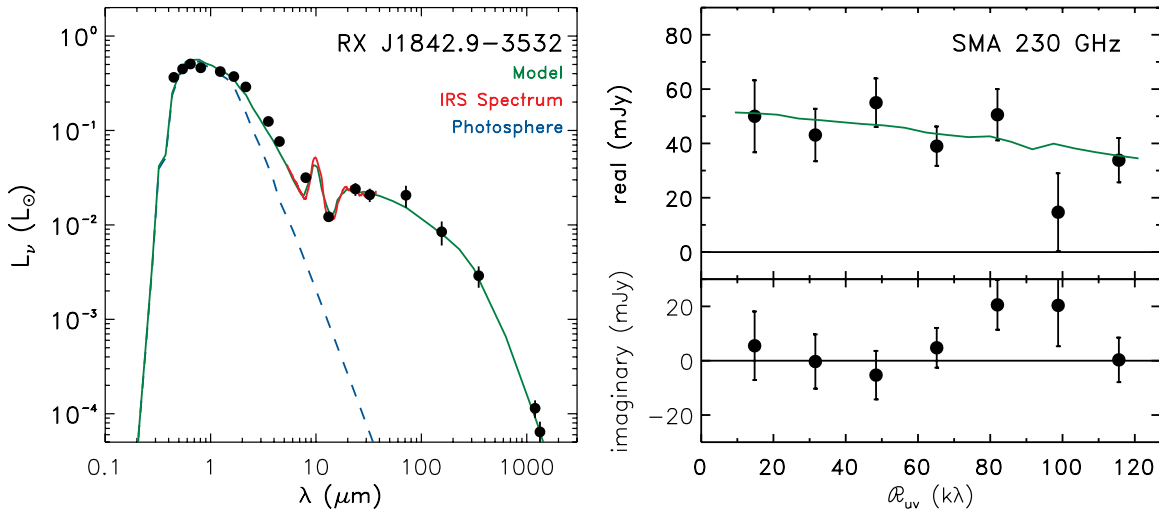 RX J1842.9−3532
Model
IRS Spectrum
Photosphere
L_ν (L_⊙)
10⁰
10⁻¹
10⁻²
10⁻³
10⁻⁴
0.1 1 10 100 1000
λ (μm)
SMA 230 GHz
real (mJy)
80
60
40
20
0
imaginary (mJy)
20
0
−20
0 20 40 60 80 100 120
ℛ_uv (kλ)